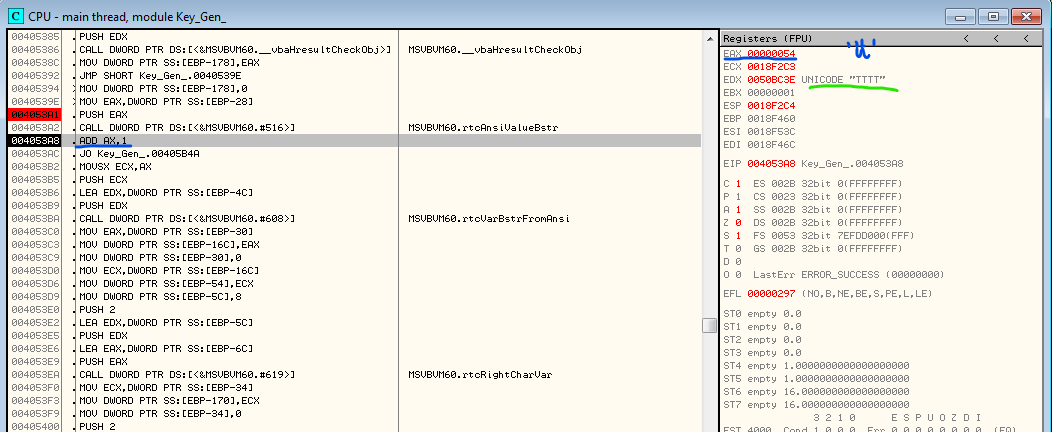 C CPU - main thread, module Key_Gen_
00405385 . PUSH EDX
00405386 . CALL DWORD PTR DS:[<&MSVBVM60.__vbaHresultCheckObj>] MSVBVM60.__vbaHresultCheckObj
0040538C . MOV DWORD PTR SS:[EBP-178],EAX
00405392 . JMP SHORT Key_Gen_.0040539E
00405394 > MOV DWORD PTR SS:[EBP-178],0
0040539E > MOV EAX,DWORD PTR SS:[EBP-28]
004053A1 . PUSH EAX
004053A2 . CALL DWORD PTR DS:[<&MSVBVM60.#516>] MSVBVM60.rtcAnsiValueBstr
004053A8 . ADD AX,1
004053AC . JO Key_Gen_.00405B4A
004053B2 . MOVSX ECX,AX
004053B5 . PUSH ECX
004053B6 . LEA EDX,DWORD PTR SS:[EBP-4C]
004053B9 . PUSH EDX
004053BA . CALL DWORD PTR DS:[<&MSVBVM60.#608>] MSVBVM60.rtcVarBstrFromAnsi
004053C0 . MOV EAX,DWORD PTR SS:[EBP-30]
004053C3 . MOV DWORD PTR SS:[EBP-16C],EAX
004053C9 . MOV DWORD PTR SS:[EBP-30],0
004053D0 . MOV ECX,DWORD PTR SS:[EBP-16C]
004053D6 . MOV DWORD PTR SS:[EBP-54],ECX
004053D9 . MOV DWORD PTR SS:[EBP-5C],8
004053E0 . PUSH 2
004053E2 . LEA EDX,DWORD PTR SS:[EBP-5C]
004053E5 . PUSH EDX
004053E6 . LEA EAX,DWORD PTR SS:[EBP-6C]
004053E9 . PUSH EAX
004053EA . CALL DWORD PTR DS:[<&MSVBVM60.#619>] MSVBVM60.rtcRightCharVar
004053F0 . MOV ECX,DWORD PTR SS:[EBP-34]
004053F3 . MOV DWORD PTR SS:[EBP-170],ECX
004053F9 . MOV DWORD PTR SS:[EBP-34],0
00405400 . PUSH 2
Registers (FPU) < < <
EAX 00000054 'U'
ECX 0018F2C3
EDX 0050BC3E UNICODE "TTTT"
EBX 00000001
ESP 0018F2C4
EBP 0018F460
ESI 0018F53C
EDI 0018F46C
EIP 004053A8 Key_Gen_.004053A8
C 1 ES 002B 32bit 0(FFFFFFFF)
P 1 CS 0023 32bit 0(FFFFFFFF)
A 1 SS 002B 32bit 0(FFFFFFFF)
Z 0 DS 002B 32bit 0(FFFFFFFF)
S 1 FS 0053 32bit 7EFDD000(FFF)
T 0 GS 002B 32bit 0(FFFFFFFF)
D 0
O 0 LastErr ERROR_SUCCESS (00000000)
EFL 00000297 (NO,B,NE,BE,S,PE,L,LE)
ST0 empty 0.0
ST1 empty 0.0
ST2 empty 0.0
ST3 empty 0.0
ST4 empty 1.0000000000000000000
ST5 empty 1.0000000000000000000
ST6 empty 16.000000000000000000
ST7 empty 16.000000000000000000
3 2 1 0 E S P U O Z D I
FST 4000 Cond 1 0 0 0 Err 0 0 0 0 0 0 0 0 (EQ)